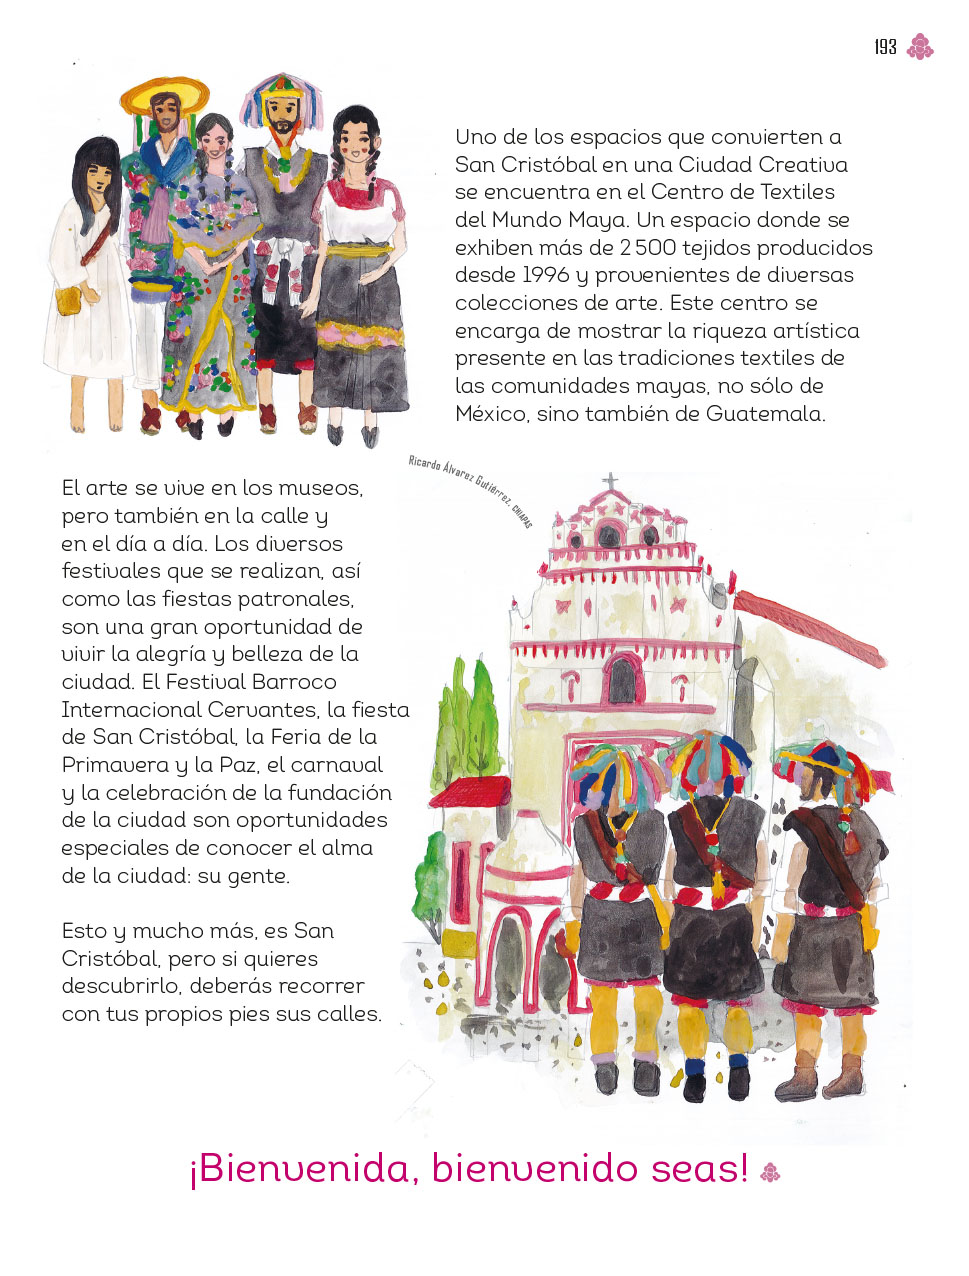 193
Uno de los espacios que convierten a
San Cristóbal en una Ciudad Creativa
se encuentra en el Centro de Textiles
del Mundo Maya. Un espacio donde se
exhiben más de 2 500 tejidos producidos
desde 1996 y provenientes de diversas
colecciones de arte. Este centro se
encarga de mostrar la riqueza artística
presente en las tradiciones textiles de
las comunidades mayas, no sólo de
México, sino también de Guatemala.
Ricardo Álvarez Gutiérrez, CHIAPAS
El arte se vive en los museos,
pero también en la calle y
en el día a día. Los diversos
festivales que se realizan, así
como las fiestas patronales,
son una gran oportunidad de
vivir la alegría y belleza de la
ciudad. El Festival Barroco
Internacional Cervantes, la fiesta
de San Cristóbal, la Feria de la
Primavera y la Paz, el carnaval
y la celebración de la fundación
de la ciudad son oportunidades
especiales de conocer el alma
de la ciudad: su gente.
Esto y mucho más, es San
Cristóbal, pero si quieres
descubrirlo, deberás recorrer
con tus propios pies sus calles.
¡Bienvenida, bienvenido seas!